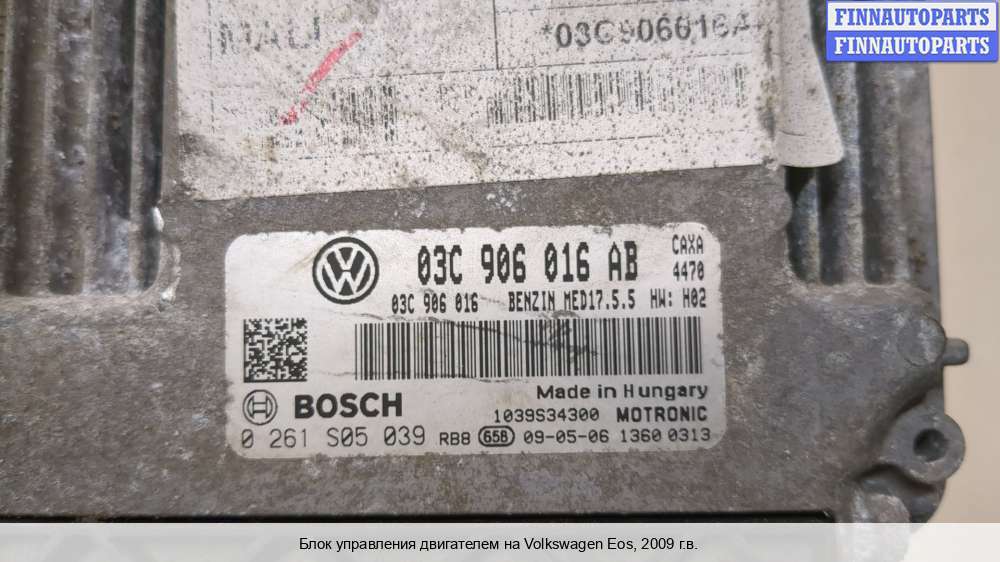 FINNAUTOPARTS
FINNAUTOPARTS
*03C906016A
03C 906 016 AB
CAXA
4470
03C 906 016 BENZIN MED17.5.5 HW: H02
Made in Hungary
BOSCH
1039S34300 MOTRONIC
0 261 S05 039 RB8 658 09-05-06 1360 0313
Блок управления двигателем на Volkswagen Eos, 2009 г.в.